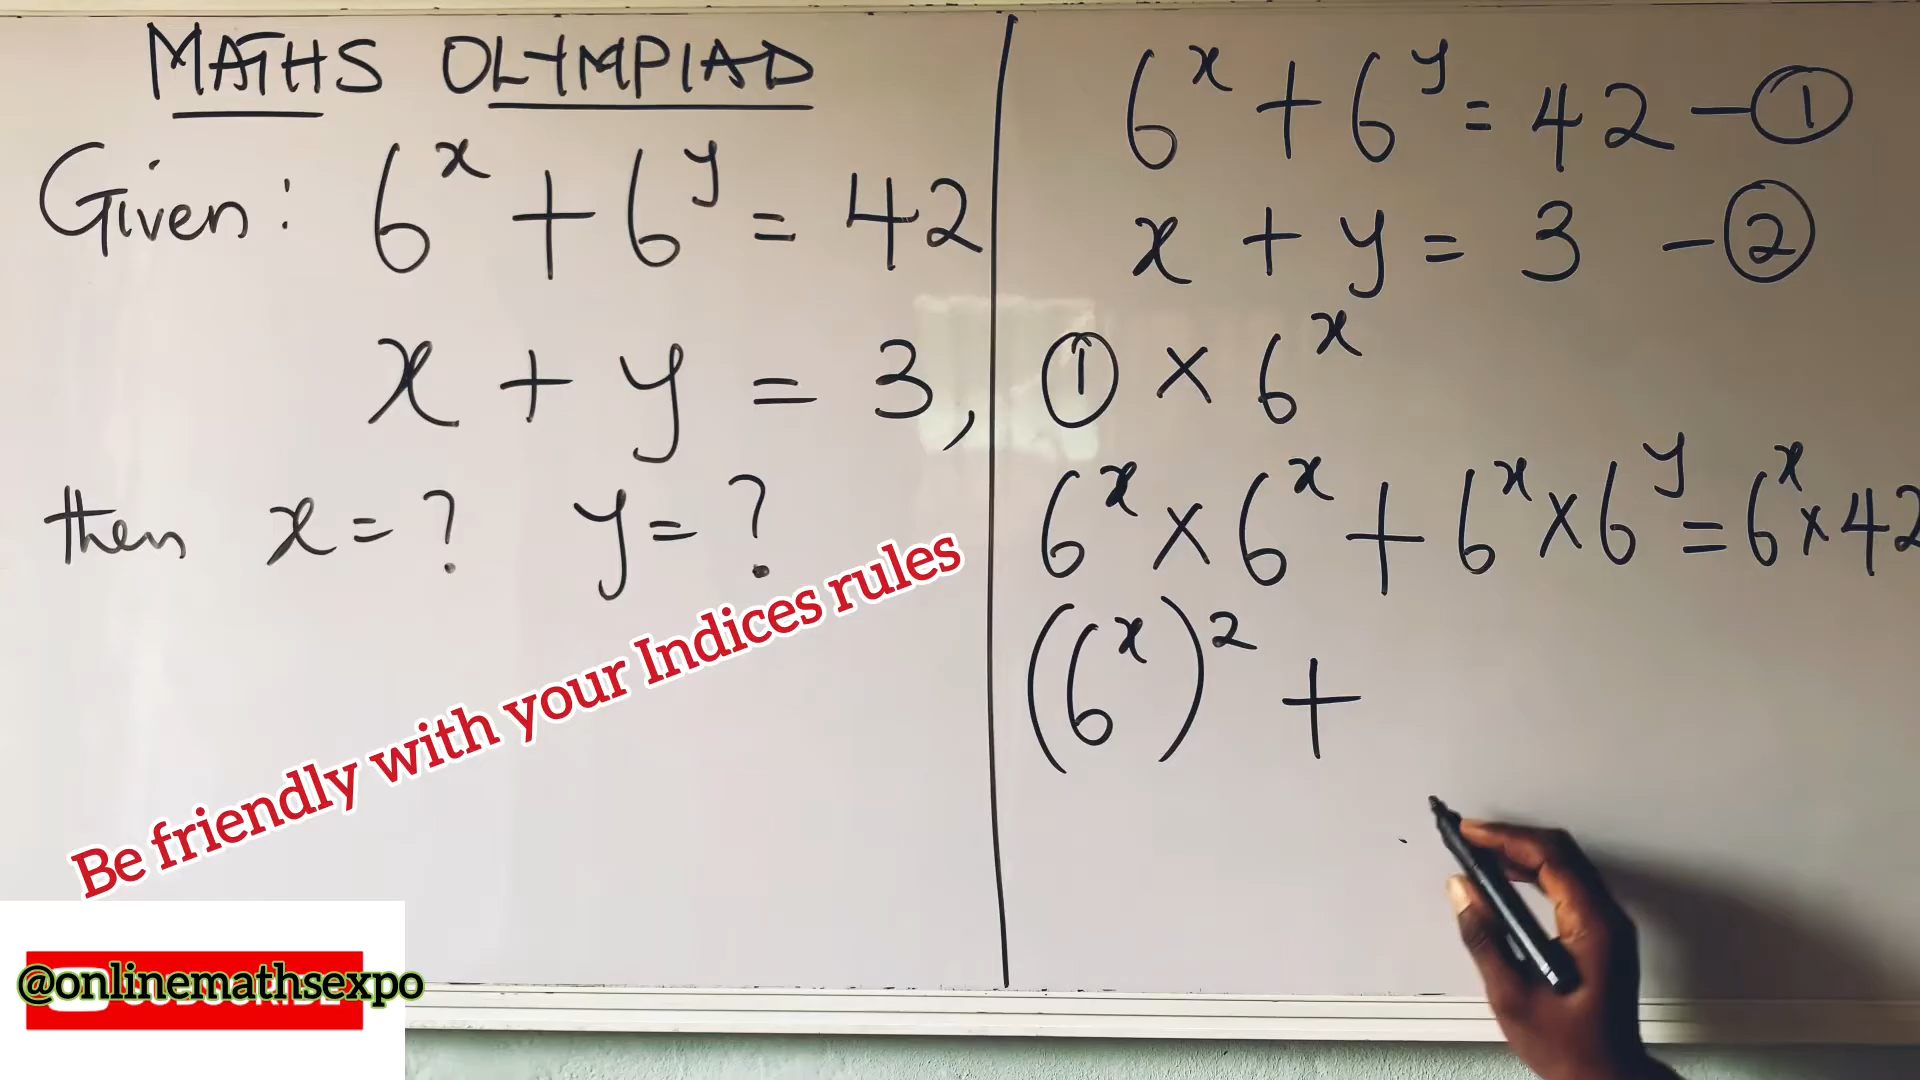 MATHS OLYMPIAD
Given: 6^x + 6^y = 42
x + y = 3,
then x = ? y = ?
Be friendly with your Indices rules
@onlinemathsexpo
6^x + 6^y = 42 - ①
x + y = 3 - ②
① × 6^x
6^x × 6^x + 6^x × 6^y = 6^x × 42
(6^x)^2 +